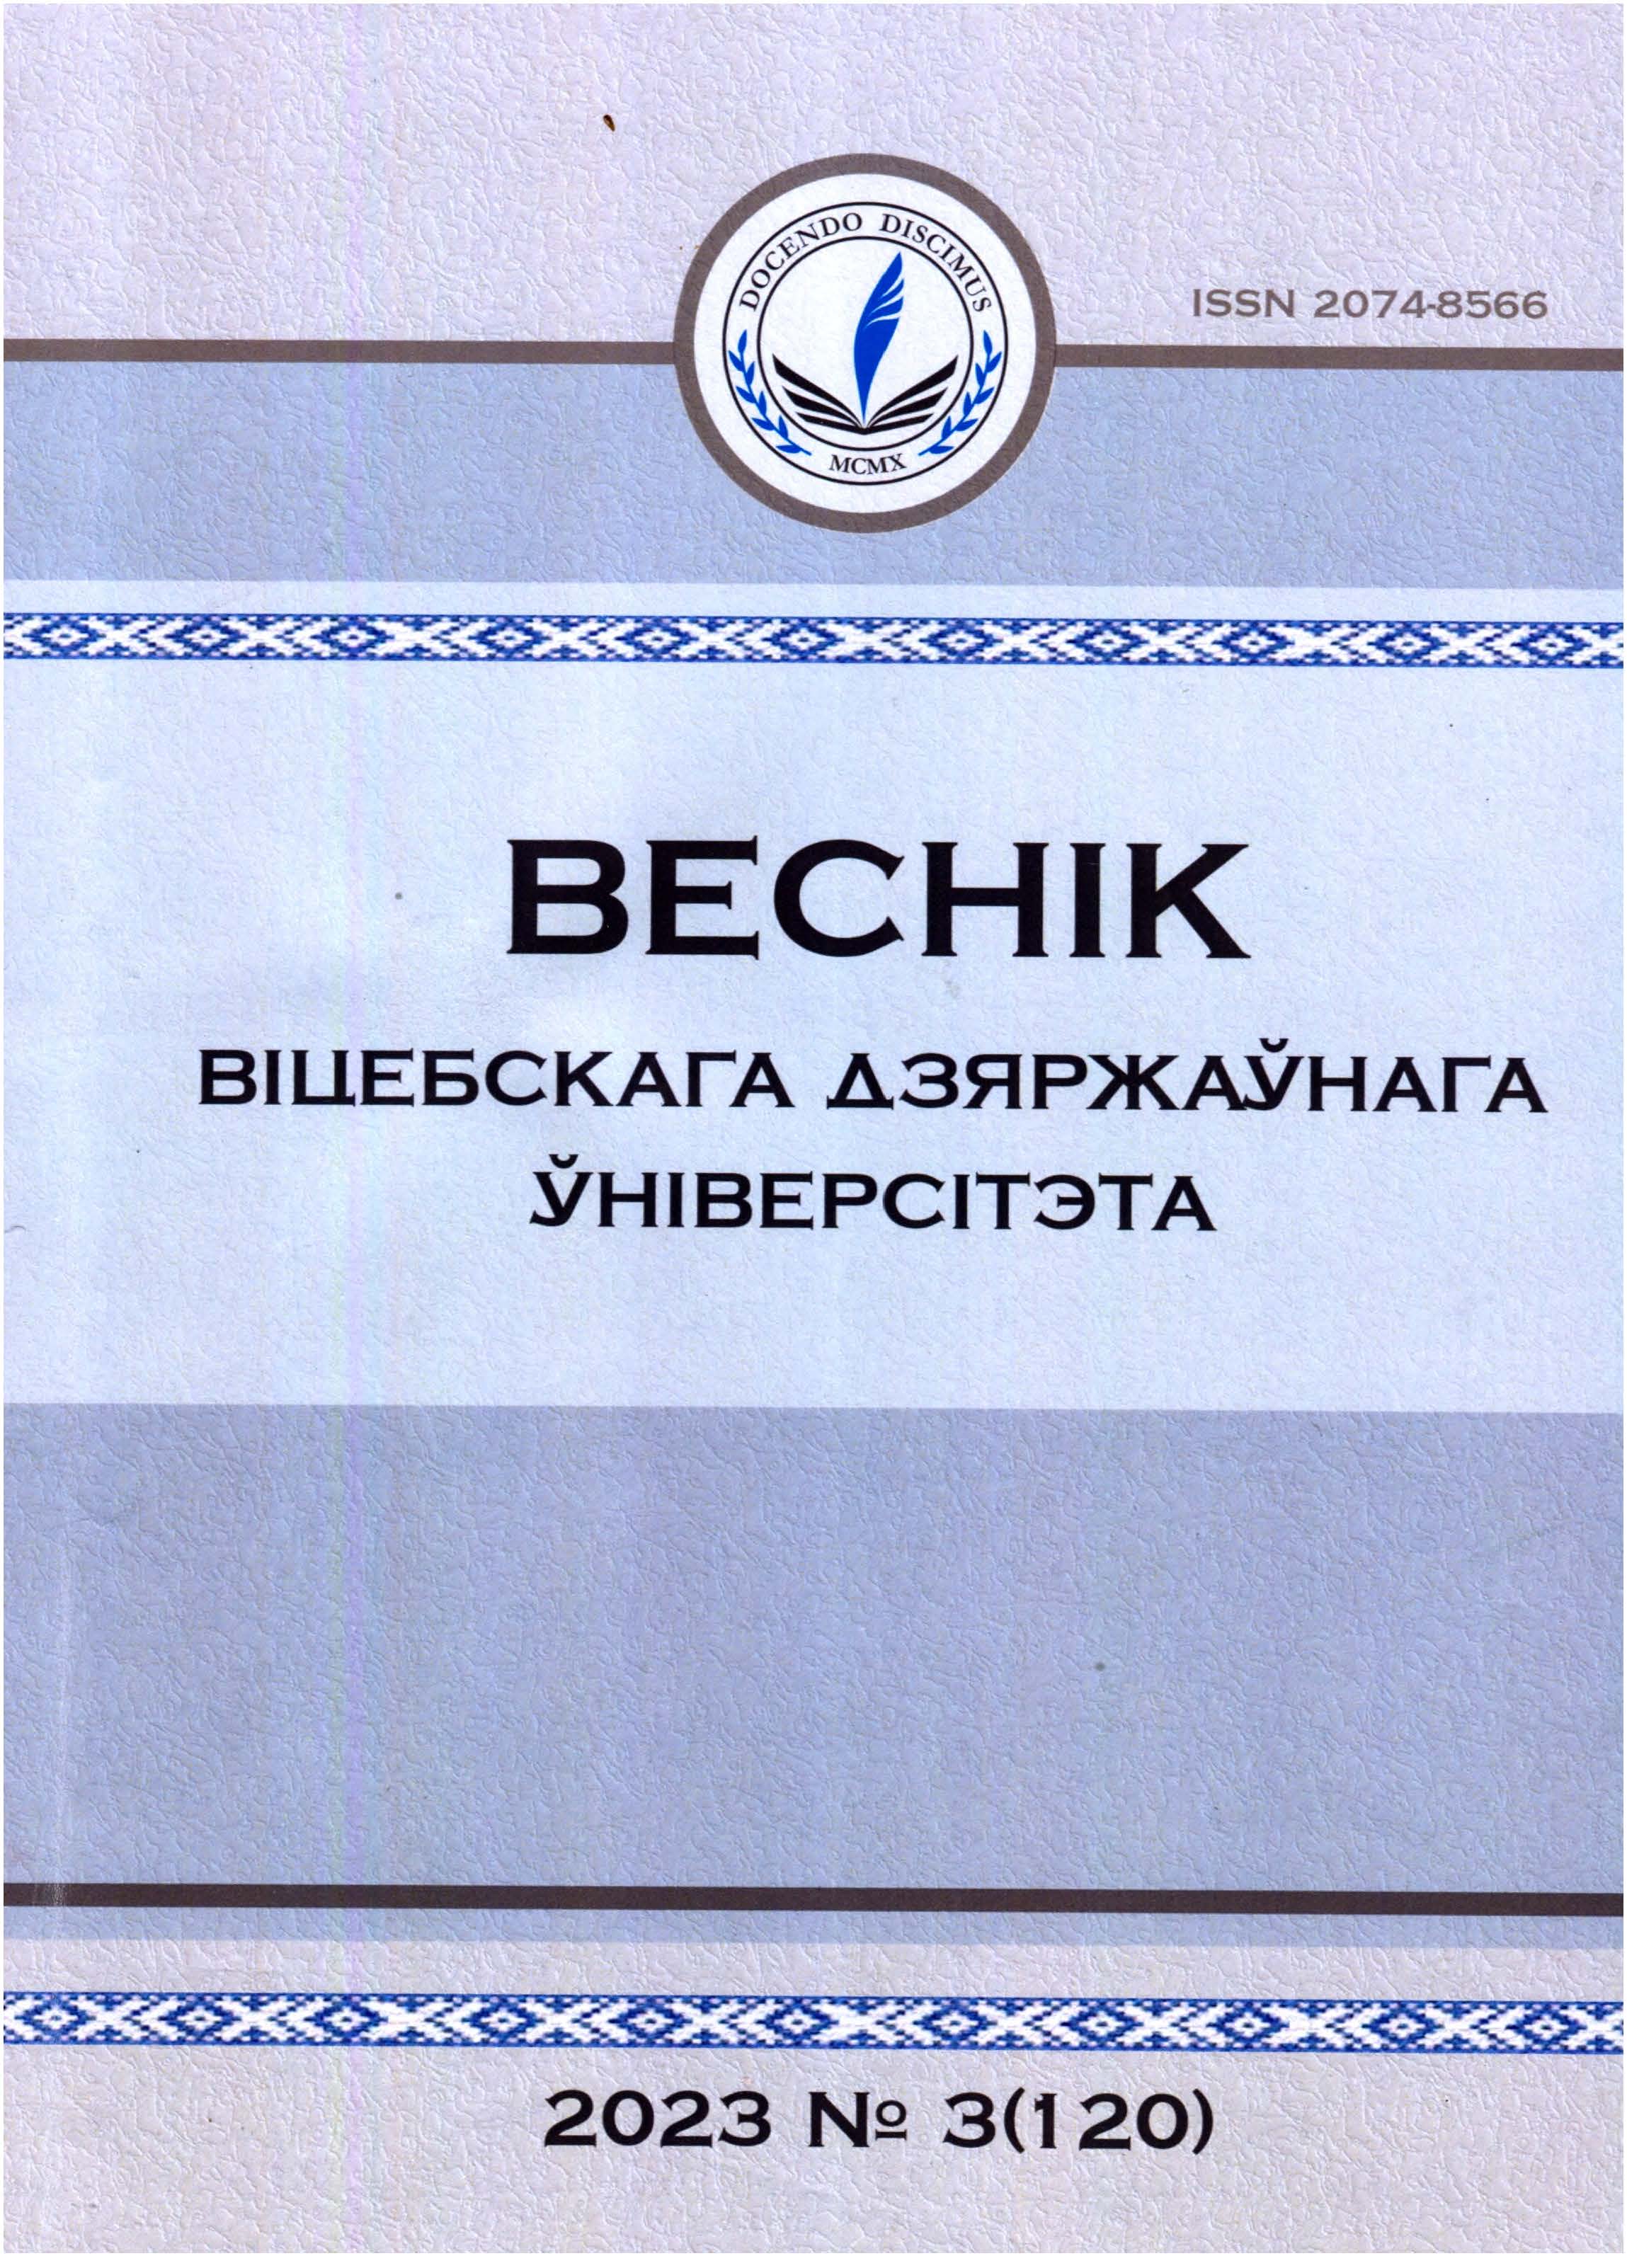 DOCENDO DISCIMUS
MCMX
ISSN 2074-8566
ВЕСНІК
ВІЦЕБСКАГА ДЗЯРЖАЎНАГА
ЎНІВЕРСІТЭТА
2023 № 3(120)